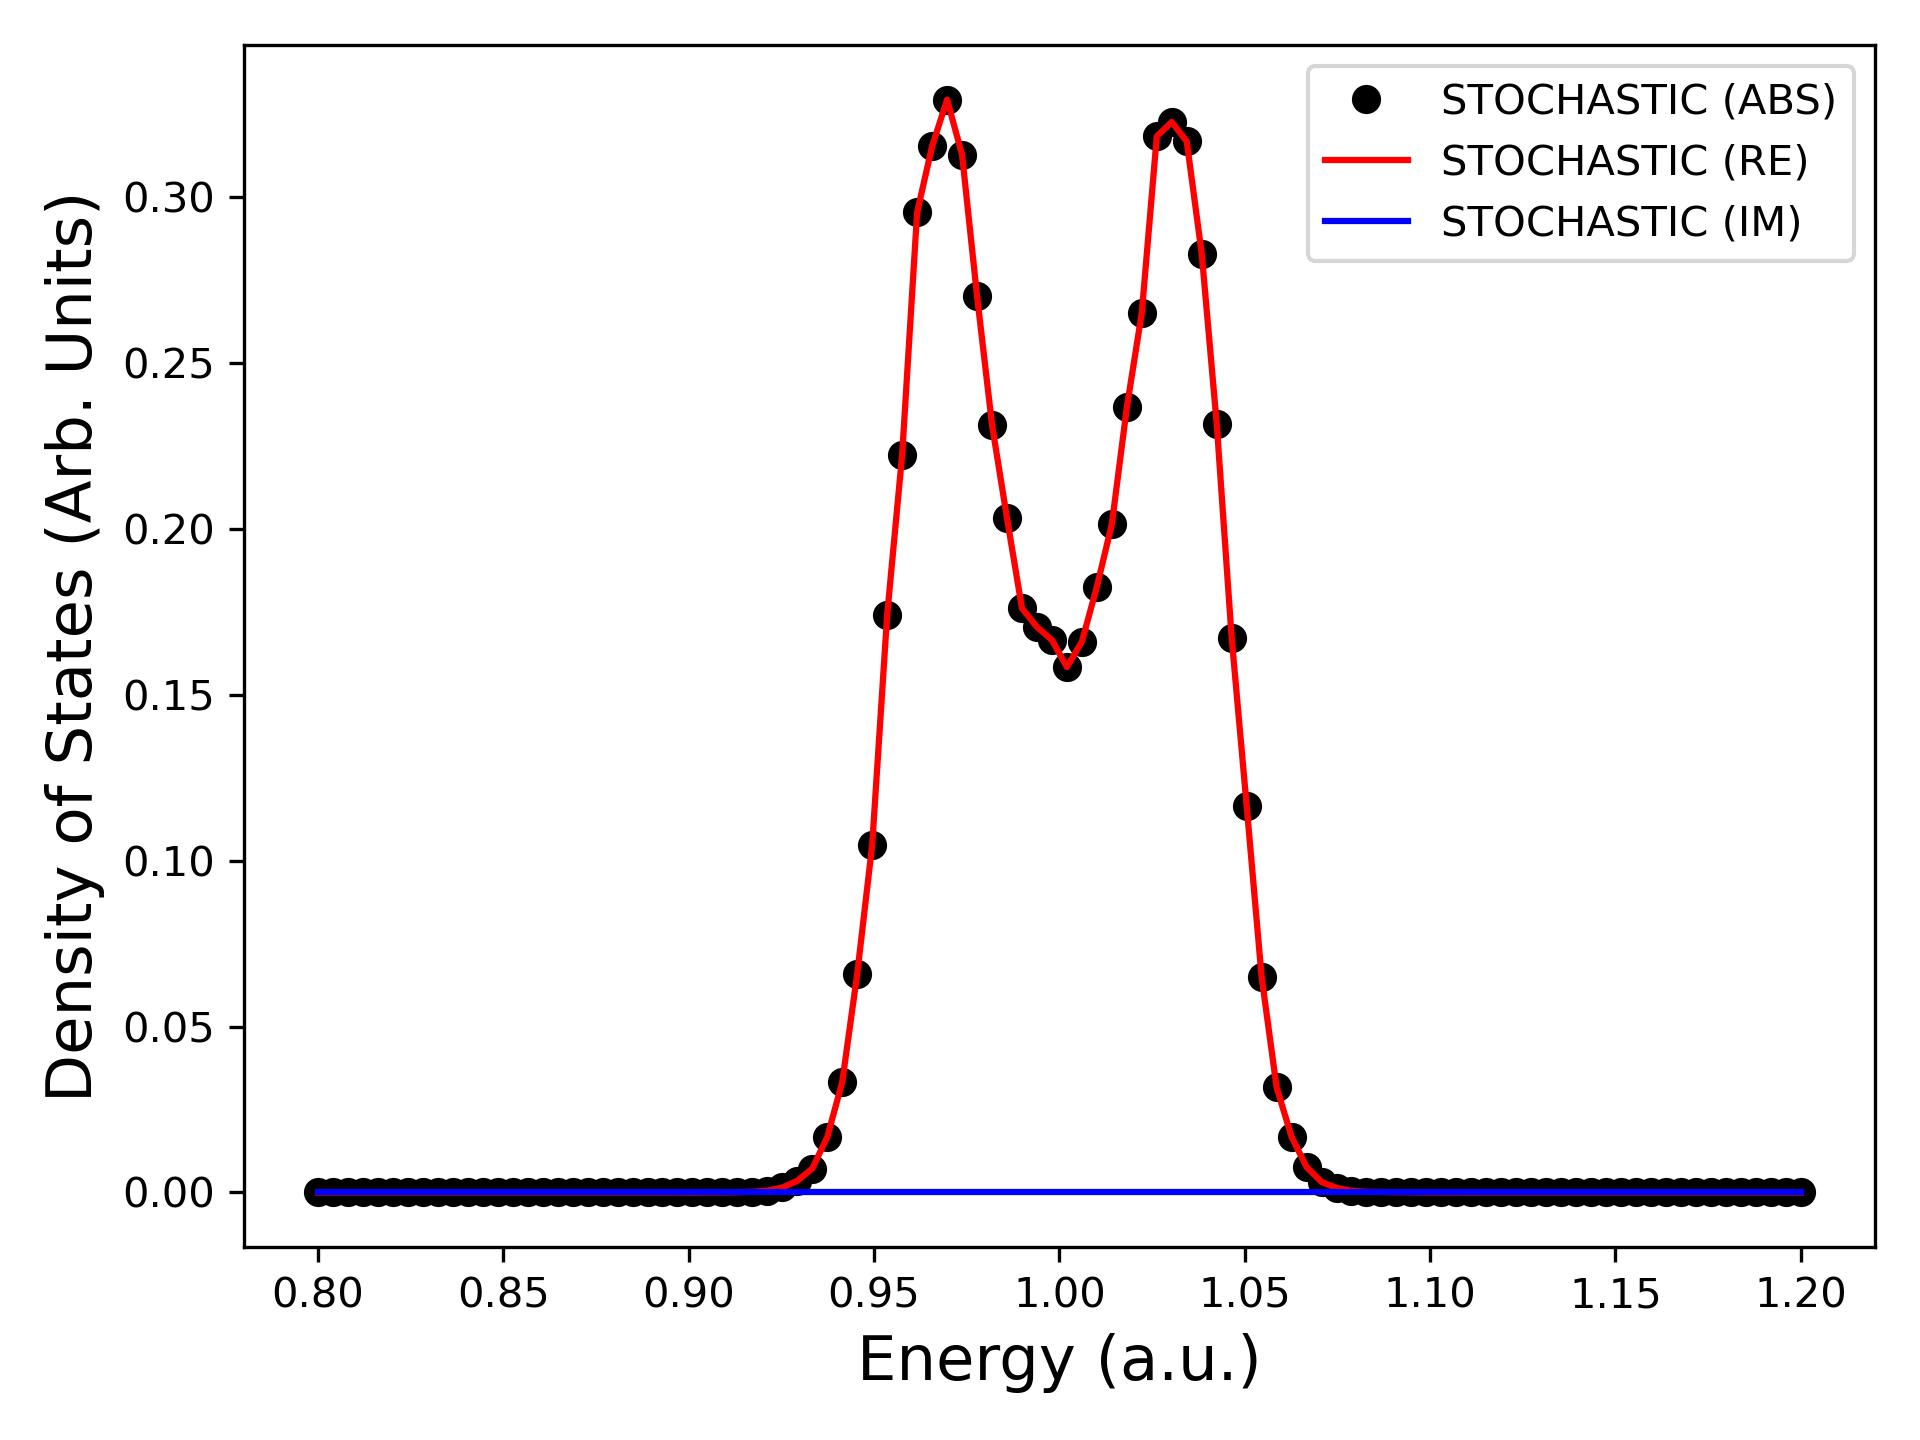 STOCHASTIC (ABS)
STOCHASTIC (RE)
STOCHASTIC (IM)
Density of States (Arb. Units)
0.30
0.25
0.20
0.15
0.10
0.05
0.00
0.80 0.85 0.90 0.95 1.00 1.05 1.10 1.15 1.20
Energy (a.u.)